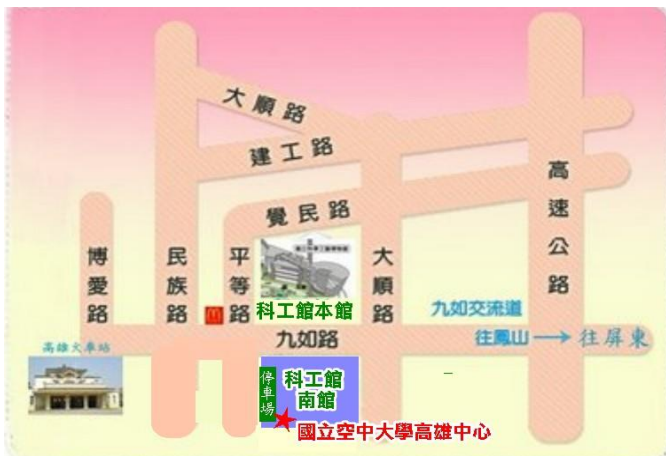 大順路
建工路
覺民路
高速公路
博愛路
民族路
平等路
大順路
科工館本館
九如交流道
九如路
往鳳山
往屏東
高雄火車站
停車場
科工館
南館
國立空中大學高雄中心